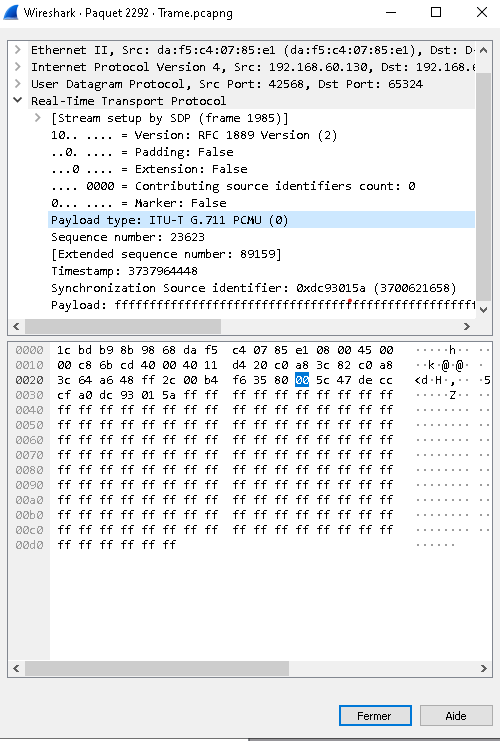 Wireshark · Paquet 2292 · Trame.pcapng
Ethernet II, Src: da:f5:c4:07:85:e1 (da:f5:c4:07:85:e1), Dst: D-
Internet Protocol Version 4, Src: 192.168.60.130, Dst: 192.168.6
User Datagram Protocol, Src Port: 42568, Dst Port: 65324
Real-Time Transport Protocol
[Stream setup by SDP (frame 1985)]
10.. .... = Version: RFC 1889 Version (2)
..0. .... = Padding: False
...0 .... = Extension: False
.... 0000 = Contributing source identifiers count: 0
0... .... = Marker: False
Payload type: ITU-T G.711 PCMU (0)
Sequence number: 23623
[Extended sequence number: 89159]
Timestamp: 3737964448
Synchronization Source identifier: 0xdc93015a (3700621658)
Payload: ffffffffffffffffffffffffffffffffffffffffffffffff
0000 1c bd b9 8b 98 68 da f5 c4 07 85 e1 08 00 45 00 ·····h··
0010 00 c8 6b cd 40 00 40 11 d4 20 c0 a8 3c 82 c0 a8 ··k·@·@·
0020 3c 64 a6 48 ff 2c 00 b4 f6 35 80 00 5c 47 de cc <d·H·,·· ·5
0030 cf a0 dc 93 01 5a ff ff ff ff ff ff ff ff ff ff ·····Z··
0040 ff ff ff ff ff ff ff ff ff ff ff ff ff ff ff ff ········
0050 ff ff ff ff ff ff ff ff ff ff ff ff ff ff ff ff ········
0060 ff ff ff ff ff ff ff ff ff ff ff ff ff ff ff ff ········
0070 ff ff ff ff ff ff ff ff ff ff ff ff ff ff ff ff ········
0080 ff ff ff ff ff ff ff ff ff ff ff ff ff ff ff ff ········
0090 ff ff ff ff ff ff ff ff ff ff ff ff ff ff ff ff ········
00a0 ff ff ff ff ff ff ff ff ff ff ff ff ff ff ff ff ········
00b0 ff ff ff ff ff ff ff ff ff ff ff ff ff ff ff ff ········
00c0 ff ff ff ff ff ff ff ff ff ff ff ff ff ff ff ff ········
00d0 ff ff ff ff ff ff ······
Fermer
Aide